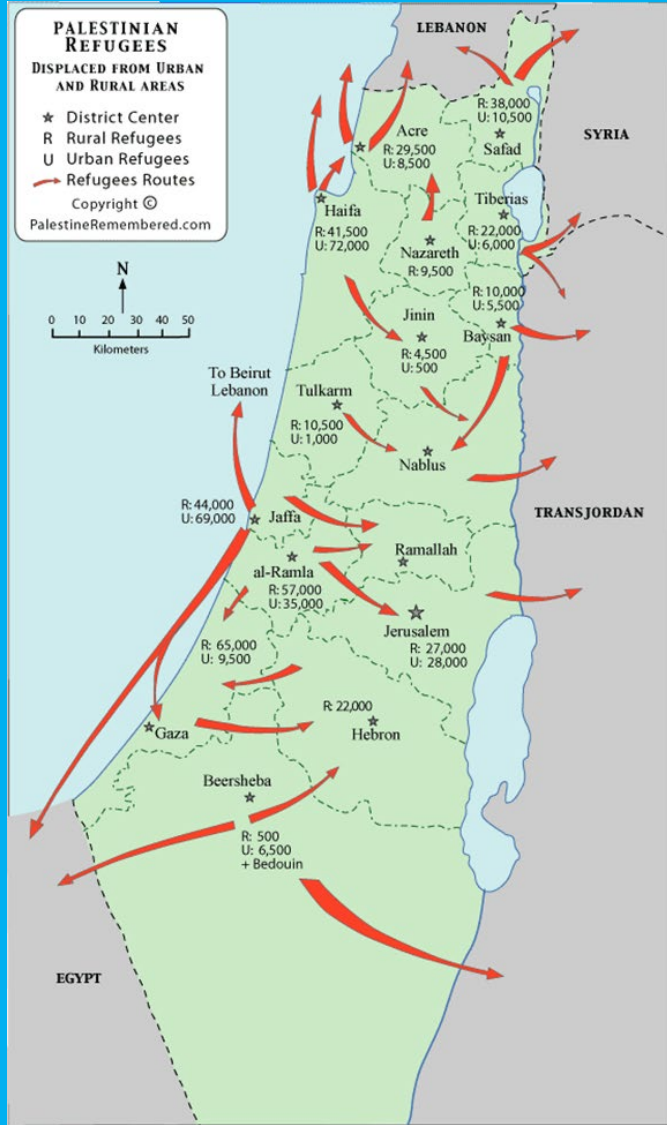 PALESTINIAN
REFUGEES
DISPLACED FROM URBAN
AND RURAL AREAS
District Center
R Rural Refugees
U Urban Refugees
Refugees Routes
Copyright ©
PalestineRemembered.com
N
0 10 20 30 40 50
Kilometers
LEBANON
SYRIA
R: 38,000
U: 10,500
Safad
Acre
R: 29,500
U: 8,500
Tiberias
R: 22,000
U: 6,000
Haifa
R: 41,500
U: 72,000
Nazareth
R: 9,500
R: 10,000
U: 5,500
Baysan
Jinin
R: 4,500
U: 500
To Beirut
Lebanon
Tulkarm
R: 10,500
U: 1,000
Nablus
R: 44,000
U: 69,000
Jaffa
TRANSJORDAN
Ramallah
al-Ramla
R: 57,000
U: 35,000
Jerusalem
R: 27,000
U: 28,000
R: 65,000
U: 9,500
Gaza
R: 22,000
Hebron
Beersheba
R: 500
U: 6,500
+ Bedouin
EGYPT